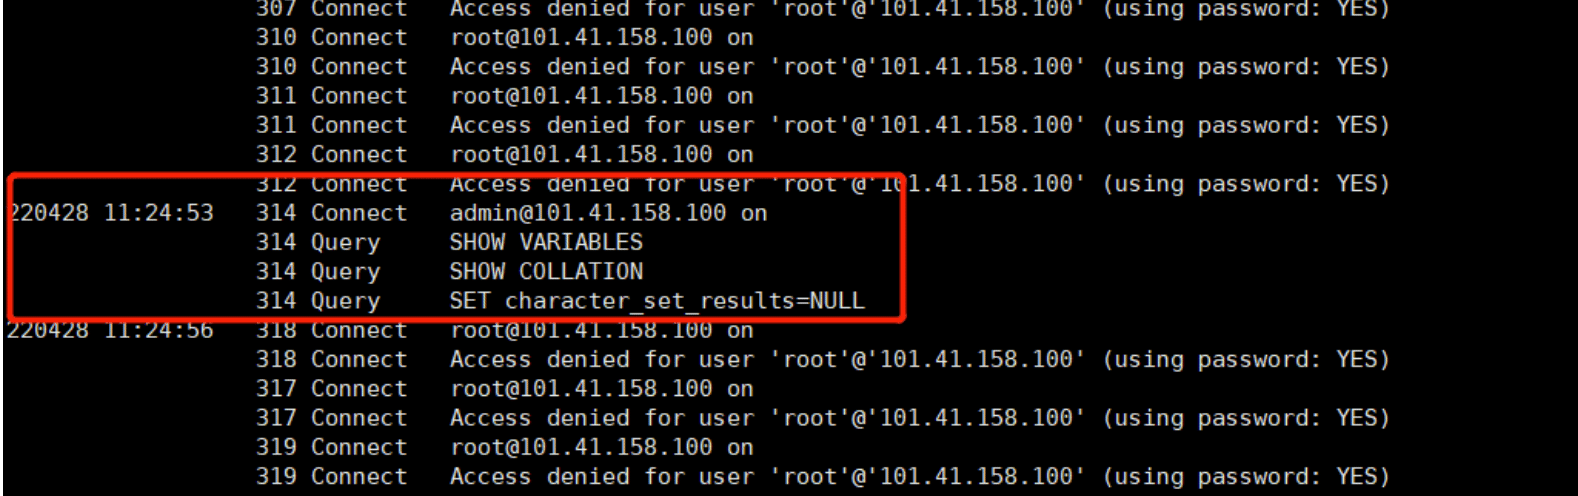 307 Connect   Access denied for user 'root'@'101.41.158.100' (using password: YES)
310 Connect   root@101.41.158.100 on
310 Connect   Access denied for user 'root'@'101.41.158.100' (using password: YES)
311 Connect   root@101.41.158.100 on
311 Connect   Access denied for user 'root'@'101.41.158.100' (using password: YES)
312 Connect   root@101.41.158.100 on
312 Connect   Access denied for user 'root'@'101.41.158.100' (using password: YES)
220428 11:24:53   314 Connect   admin@101.41.158.100 on
314 Query     SHOW VARIABLES
314 Query     SHOW COLLATION
314 Query     SET character_set_results=NULL
220428 11:24:56   318 Connect   root@101.41.158.100 on
318 Connect   Access denied for user 'root'@'101.41.158.100' (using password: YES)
317 Connect   root@101.41.158.100 on
317 Connect   Access denied for user 'root'@'101.41.158.100' (using password: YES)
319 Connect   root@101.41.158.100 on
319 Connect   Access denied for user 'root'@'101.41.158.100' (using password: YES)